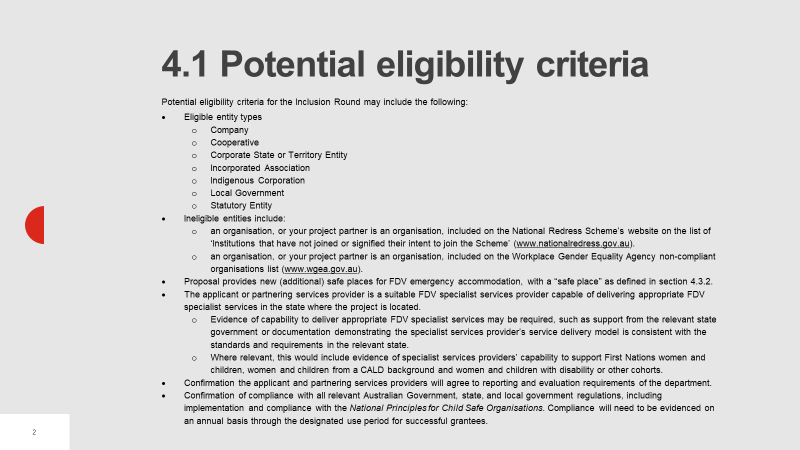 4.1 Potential eligibility criteria
Potential eligibility criteria for the Inclusion Round may include the following:
• Eligible entity types
o Company
o Cooperative
o Corporate State or Territory Entity
o Incorporated Association
o Indigenous Corporation
o Local Government
o Statutory Entity
• Ineligible entities include:
o an organisation, or your project partner is an organisation, included on the National Redress Scheme's website on the list of
'Institutions that have not joined or signified their intent to join the Scheme' (www.nationalredress.gov.au).
o an organisation, or your project partner is an organisation, included on the Workplace Gender Equality Agency non-compliant
organisations list (www.wgea.gov.au).
• Proposal provides new (additional) safe places for FDV emergency accommodation, with a “safe place” as defined in section 4.3.2.
• The applicant or partnering services provider is a suitable FDV specialist services provider capable of delivering appropriate FDV
specialist services in the state where the project is located.
o Evidence of capability to deliver appropriate FDV specialist services may be required, such as support from the relevant state
government or documentation demonstrating the specialist services provider's service delivery model is consistent with the
standards and requirements in the relevant state.
o Where relevant, this would include evidence of specialist services providers' capability to support First Nations women and
children, women and children from a CALD background and women and children with disability or other cohorts.
• Confirmation the applicant and partnering services providers will agree to reporting and evaluation requirements of the department.
• Confirmation of compliance with all relevant Australian Government, state, and local government regulations, including
implementation and compliance with the National Principles for Child Safe Organisations. Compliance will need to be evidenced on
an annual basis through the designated use period for successful grantees.
2